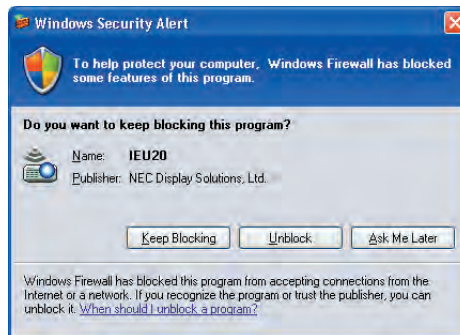 Windows Security Alert
To help protect your computer, Windows Firewall has blocked
some features of this program.
Do you want to keep blocking this program?
Name: IEU20
Publisher: NEC Display Solutions, Ltd.
Keep Blocking Unblock Ask Me Later
Windows Firewall has blocked this program from accepting connections from the
Internet or a network. If you recognize the program or trust the publisher, you can
unblock it. When should I unblock a program?